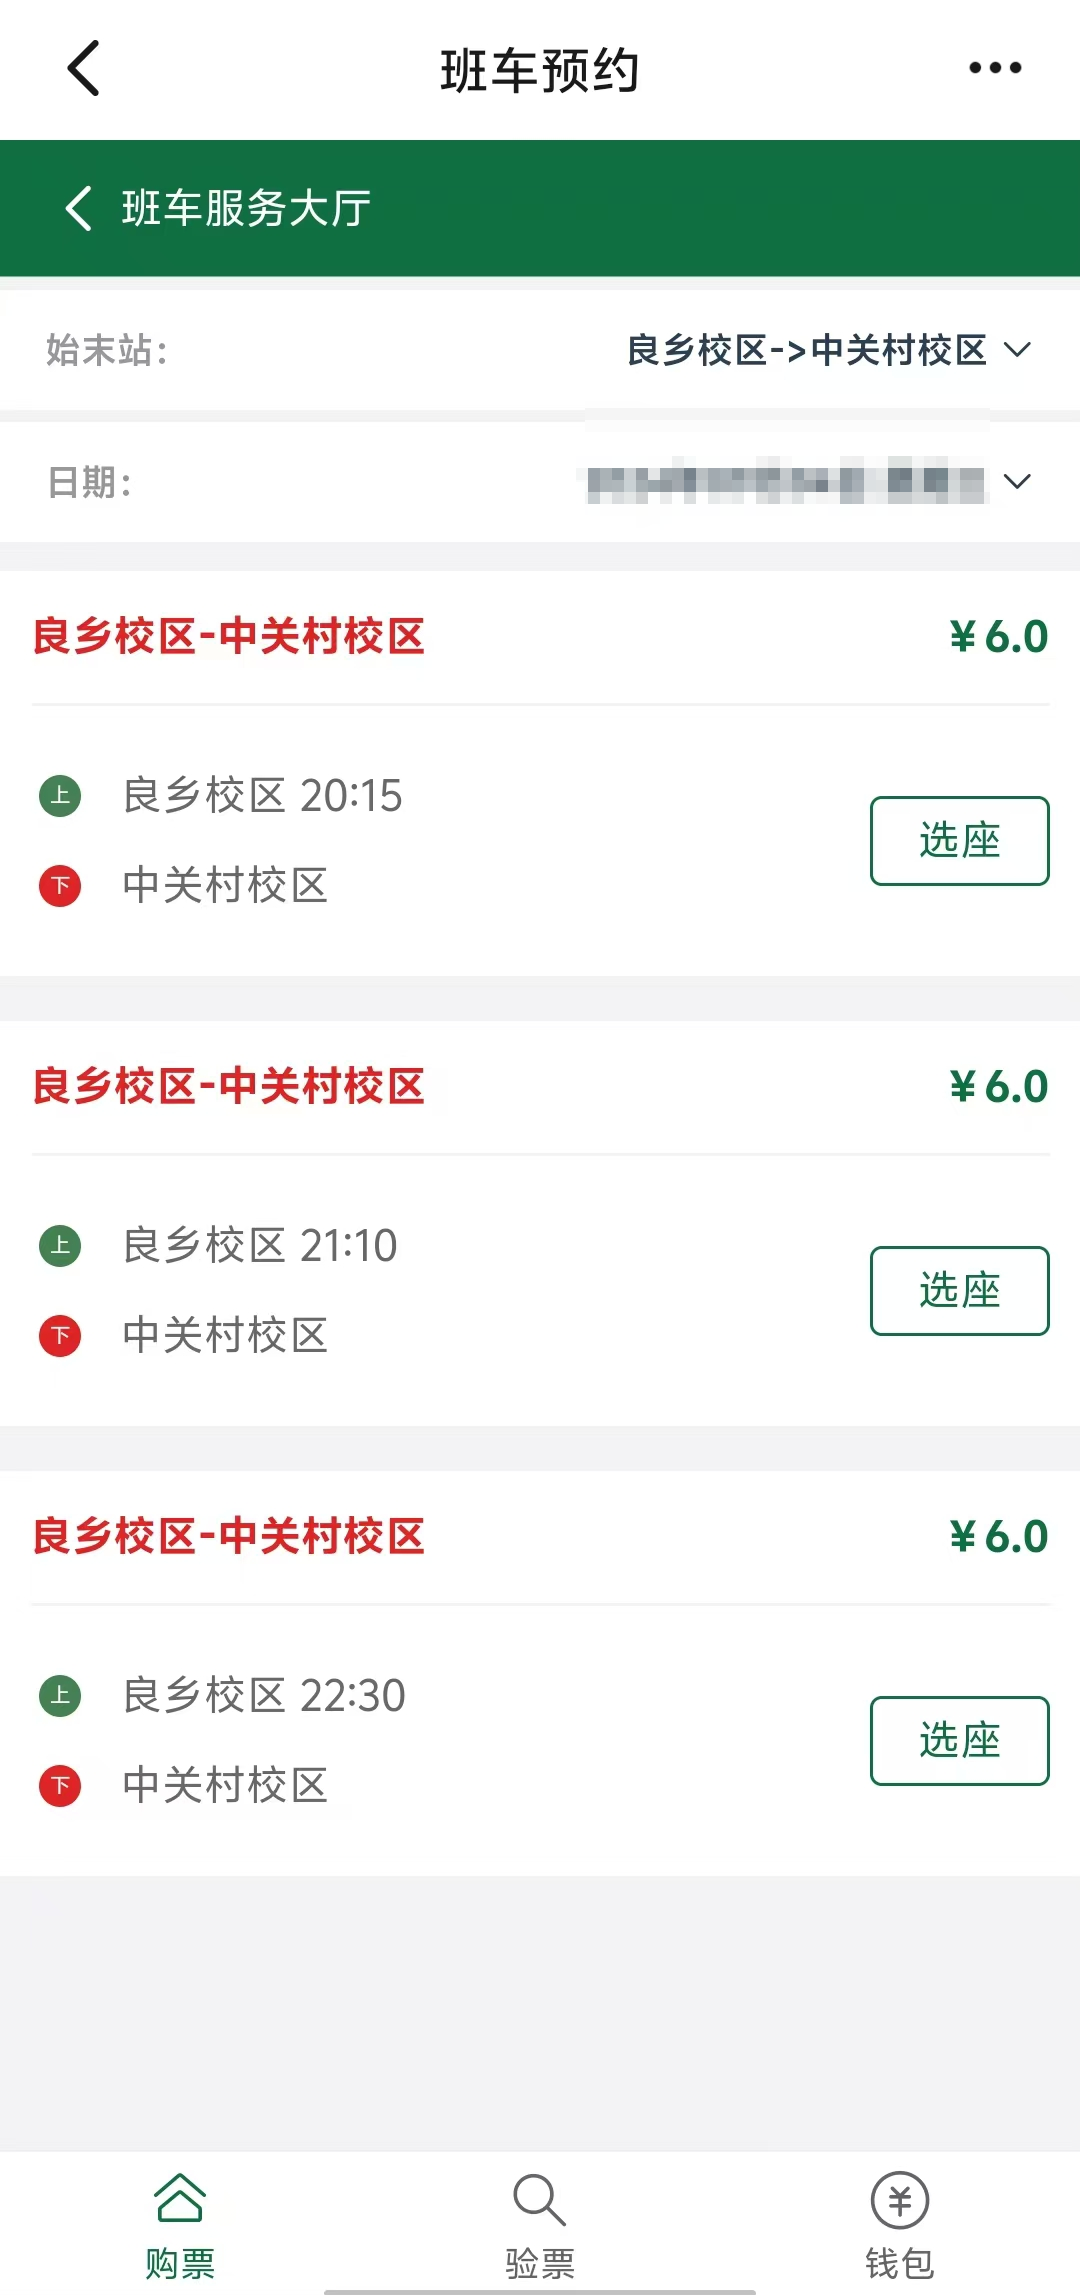 班车预约
班车服务大厅
始末站: 良乡校区->中关村校区
日期:
良乡校区-中关村校区 ¥6.0
上 良乡校区 20:15
选座
下 中关村校区
良乡校区-中关村校区 ¥6.0
上 良乡校区 21:10
选座
下 中关村校区
良乡校区-中关村校区 ¥6.0
上 良乡校区 22:30
选座
下 中关村校区
购票 验票 钱包